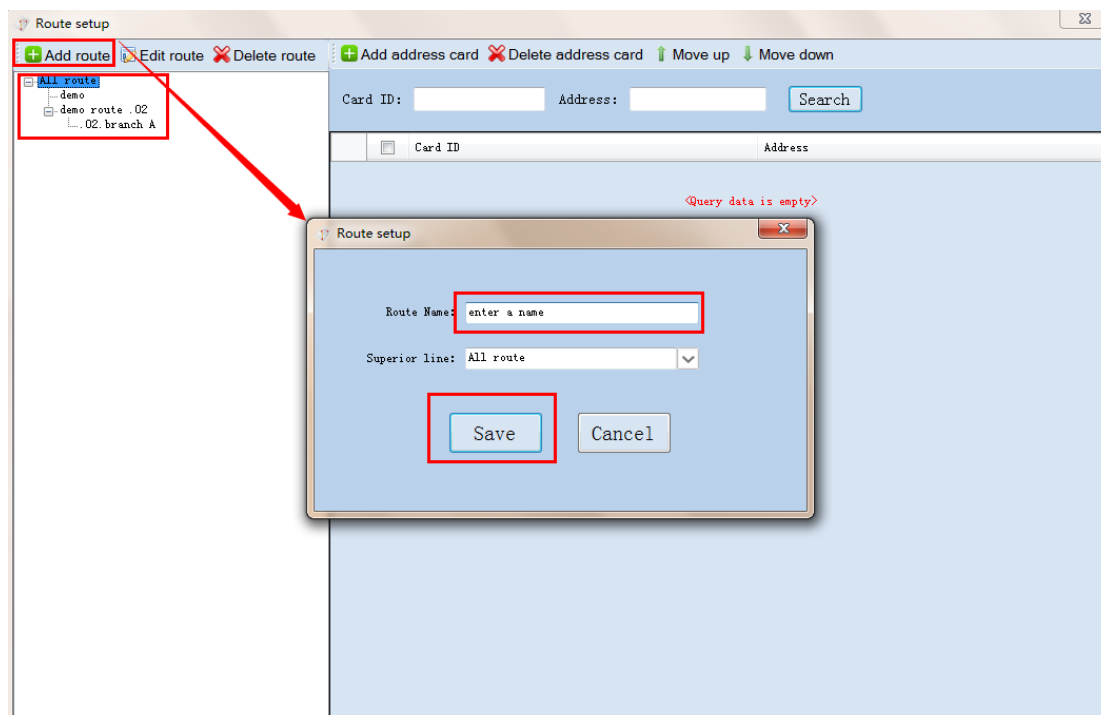 Route setup
Add route Edit route Delete route Add address card Delete address card Move up Move down
All route
demo
demo route .02
.02.branch A
Card ID: Address: Search
Card ID Address
<Query data is empty>
Route setup
Route Name: enter a name
Superior line: All route
Save Cancel